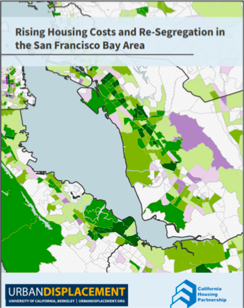 Rising Housing Costs and Re-Segregation in
the San Francisco Bay Area
URBANDISPLACEMENT
UNIVERSITY OF CALIFORNIA, BERKELEY | URBANDISPLACEMENT.ORG
California
Housing
Partnership